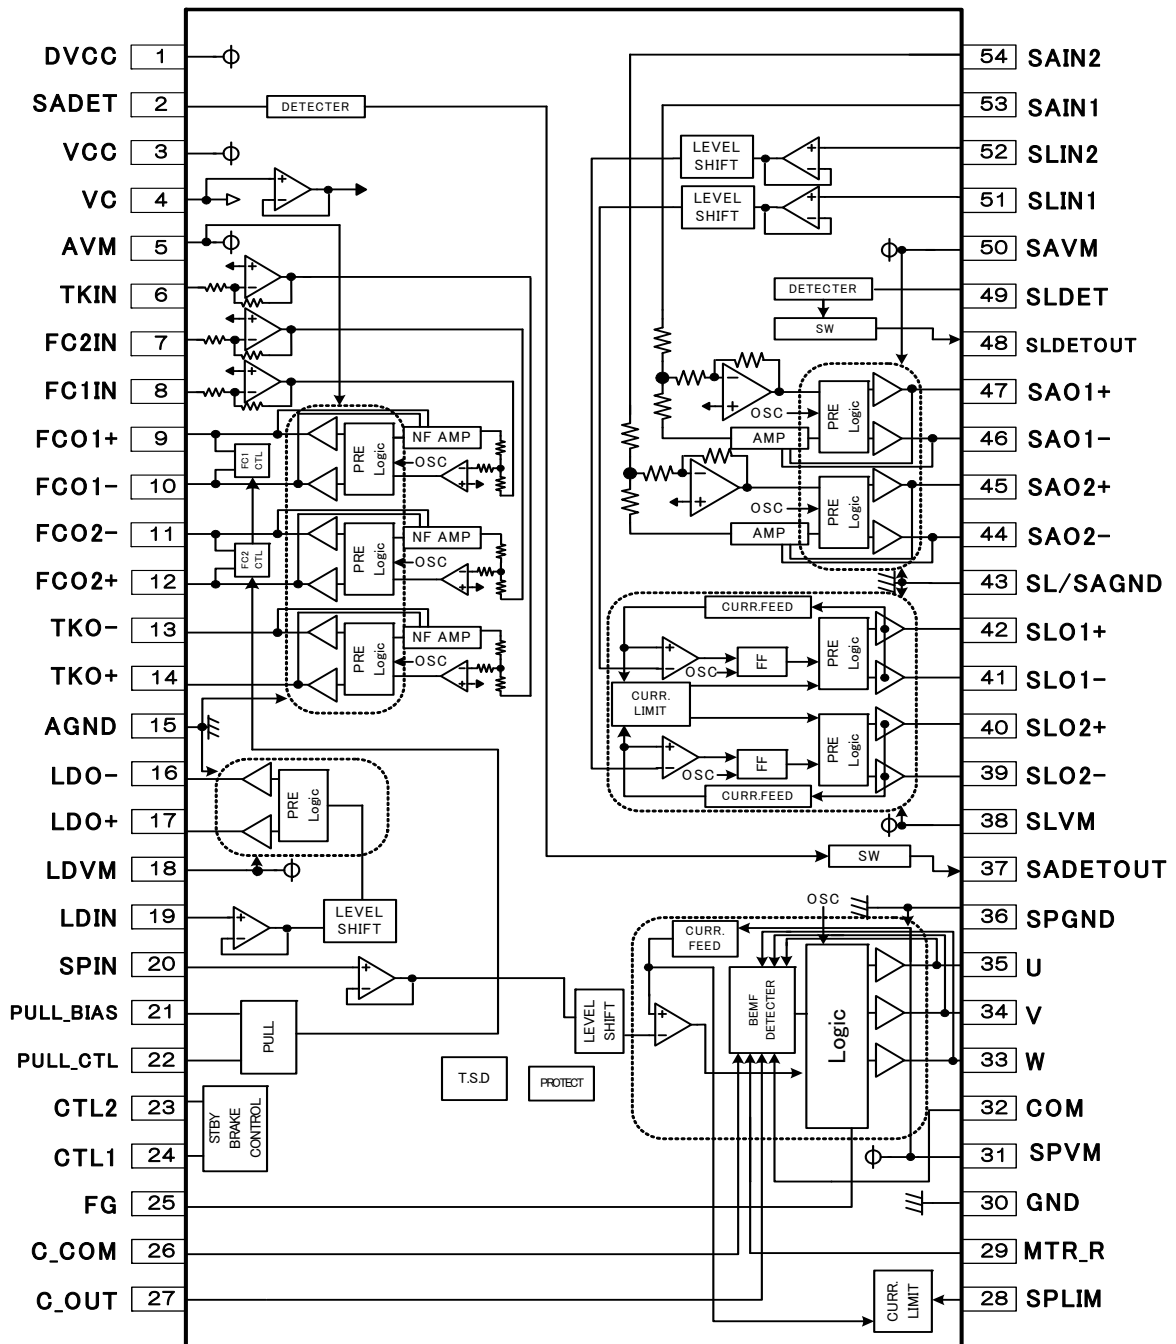 DVCC 1
SADET 2
VCC 3
VC 4
AVM 5
TKIN 6
FC2IN 7
FC1IN 8
FCO1+ 9
FCO1- 10
FCO2- 11
FCO2+ 12
TKO- 13
TKO+ 14
AGND 15
LDO- 16
LDO+ 17
LDVM 18
LDIN 19
SPIN 20
PULL_BIAS 21
PULL_CTL 22
CTL2 23
CTL1 24
FG 25
C_COM 26
C_OUT 27
54 SAIN2
53 SAIN1
52 SLIN2
51 SLIN1
50 SAVM
49 SLDET
48 SLDETOUT
47 SAO1+
46 SAO1-
45 SAO2+
44 SAO2-
43 SL/SAGND
42 SLO1+
41 SLO1-
40 SLO2+
39 SLO2-
38 SLVM
37 SADETOUT
36 SPGND
35 U
34 V
33 W
32 COM
31 SPVM
30 GND
29 MTR_R
28 SPLIM
DETECTER
LEVEL
SHIFT
LEVEL
SHIFT
DETECTER
SW
PRE
Logic
OSC
AMP
PRE
Logic
OSC
AMP
FC1
CTL
PRE
Logic
NF AMP
OSC
FC2
CTL
PRE
Logic
NF AMP
OSC
PRE
Logic
NF AMP
OSC
CURR.FEED
FF
OSC
PRE
Logic
CURR.
LIMIT
FF
OSC
PRE
Logic
CURR.FEED
PRE
Logic
LEVEL
SHIFT
SW
OSC
CURR.
FEED
BEMF
DETECTER
Logic
LEVEL
SHIFT
PULL
T.S.D
PROTECT
STBY
BRAKE
CONTROL
CURR.
LIMIT